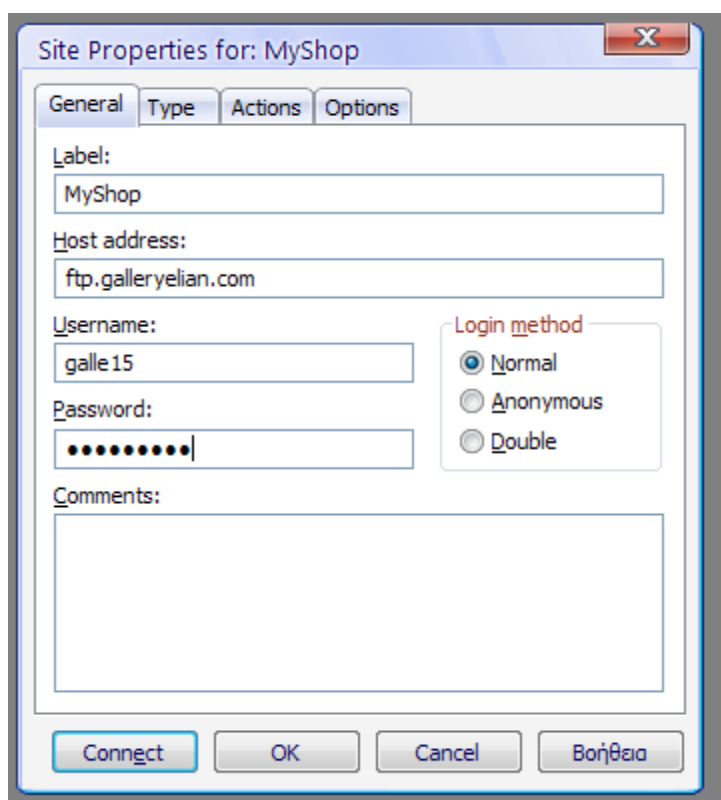 Site Properties for: MyShop
General Type Actions Options
Label:
MyShop
Host address:
ftp.galleryelian.com
Username:
galle15
Login method
Normal
Anonymous
Double
Password:
•••••••••
Comments:
Connect OK Cancel Βοήθεια